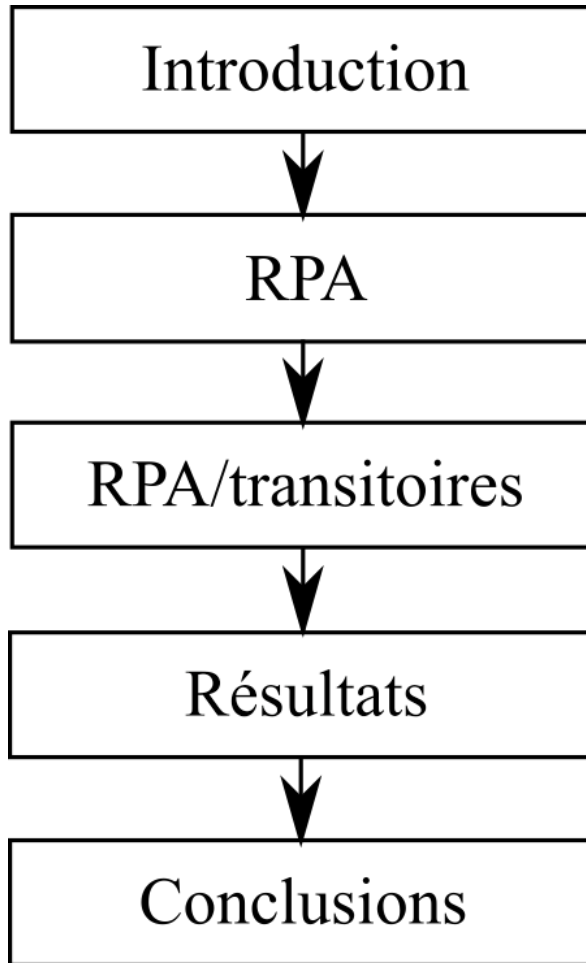 Introduction
RPA
RPA/transitoires
Résultats
Conclusions